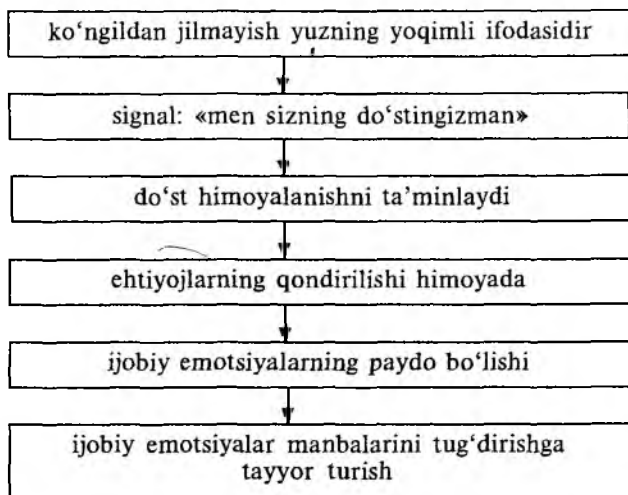 ko‘ngildan jilmayish yuzning yoqimli ifodasidir
signal: «men sizning do‘stingizman»
do‘st himoyalanishni ta’minlaydi
ehtiyojlarning qondirilishi himoyada
ijobiy emotsiyalarning paydo bo‘lishi
ijobiy emotsiyalar manbalarini tug‘dirishga
tayyor turish